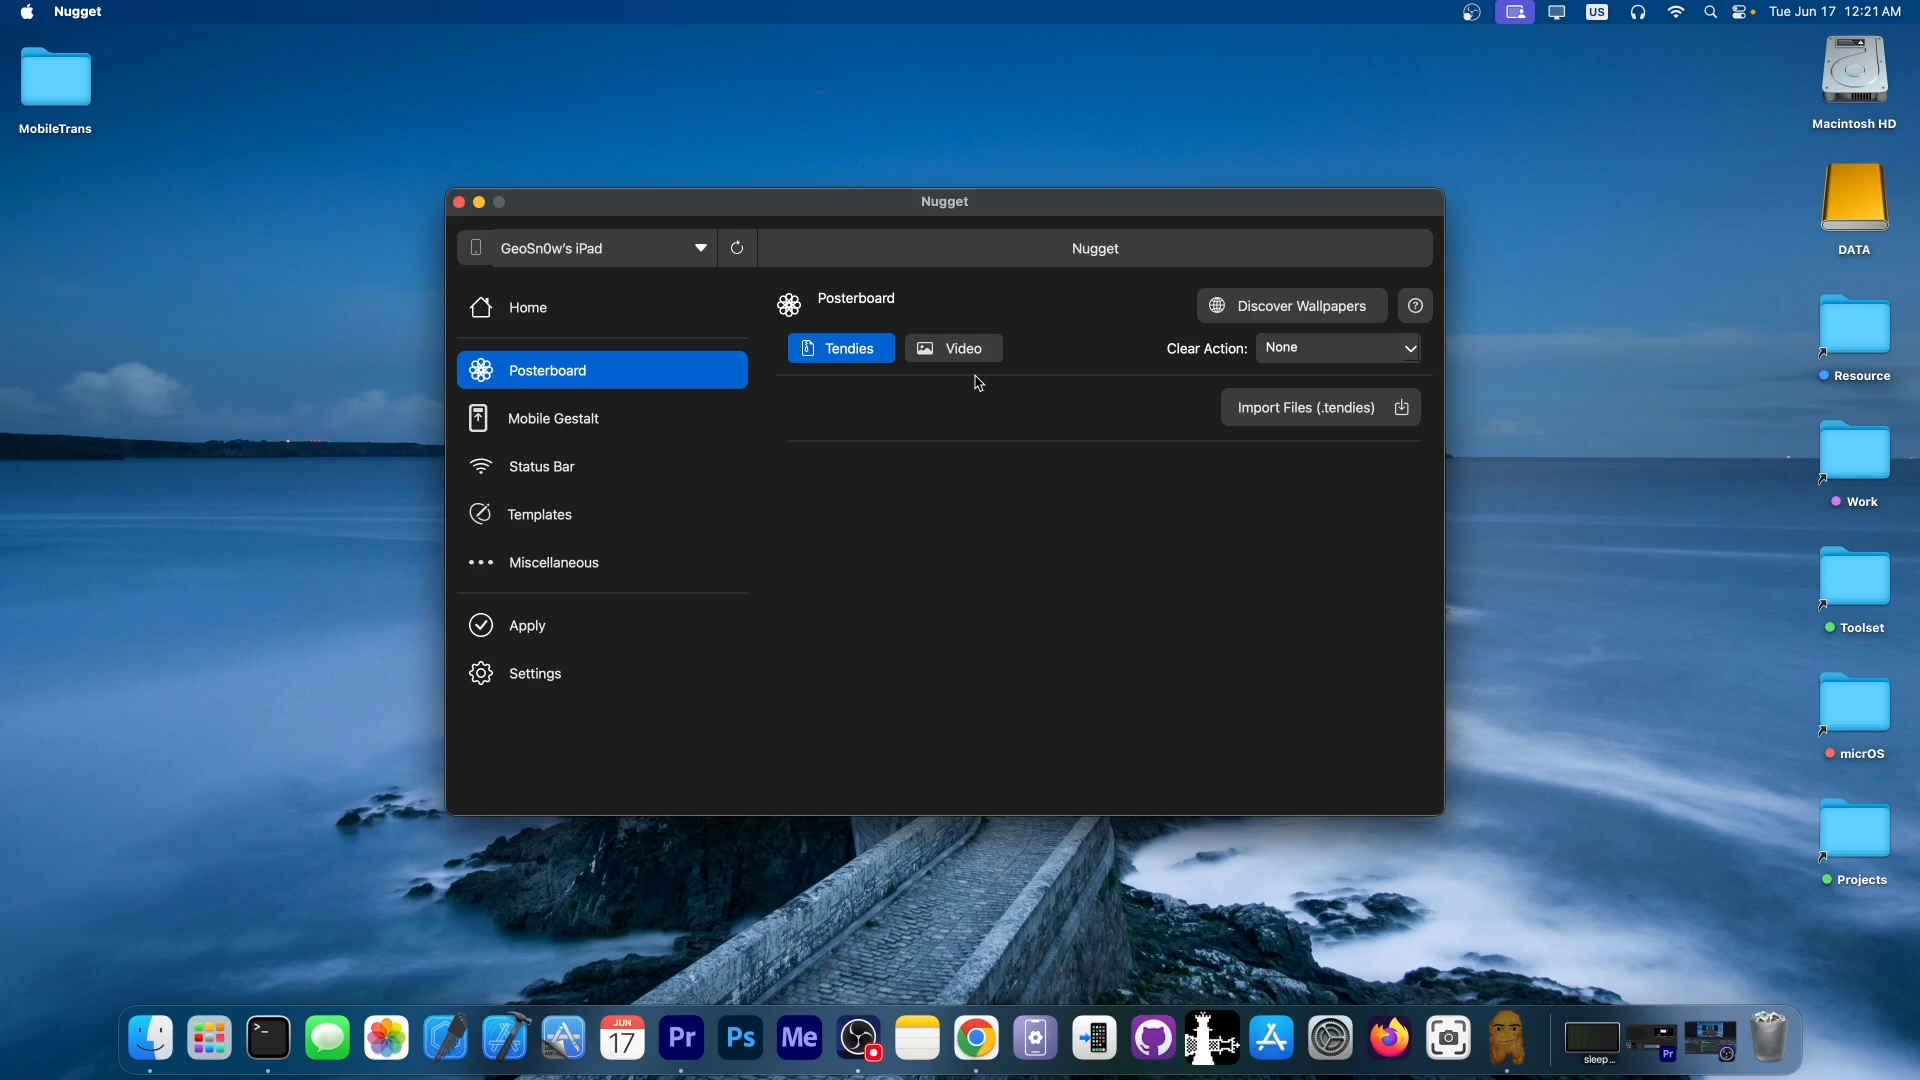 Nugget
US
Tue Jun 17 12:21 AM
MobileTrans
Macintosh HD
DATA
Resource
Work
Toolset
micrOS
Projects
Nugget
GeoSn0w's iPad
Nugget
Home
Posterboard
Mobile Gestalt
Status Bar
Templates
Miscellaneous
Apply
Settings
Posterboard
Discover Wallpapers
?
Tendies
Video
Clear Action:
None
Import Files (.tendies)
>_
JUN
17
Pr
Ps
Me
sleep...
Pr